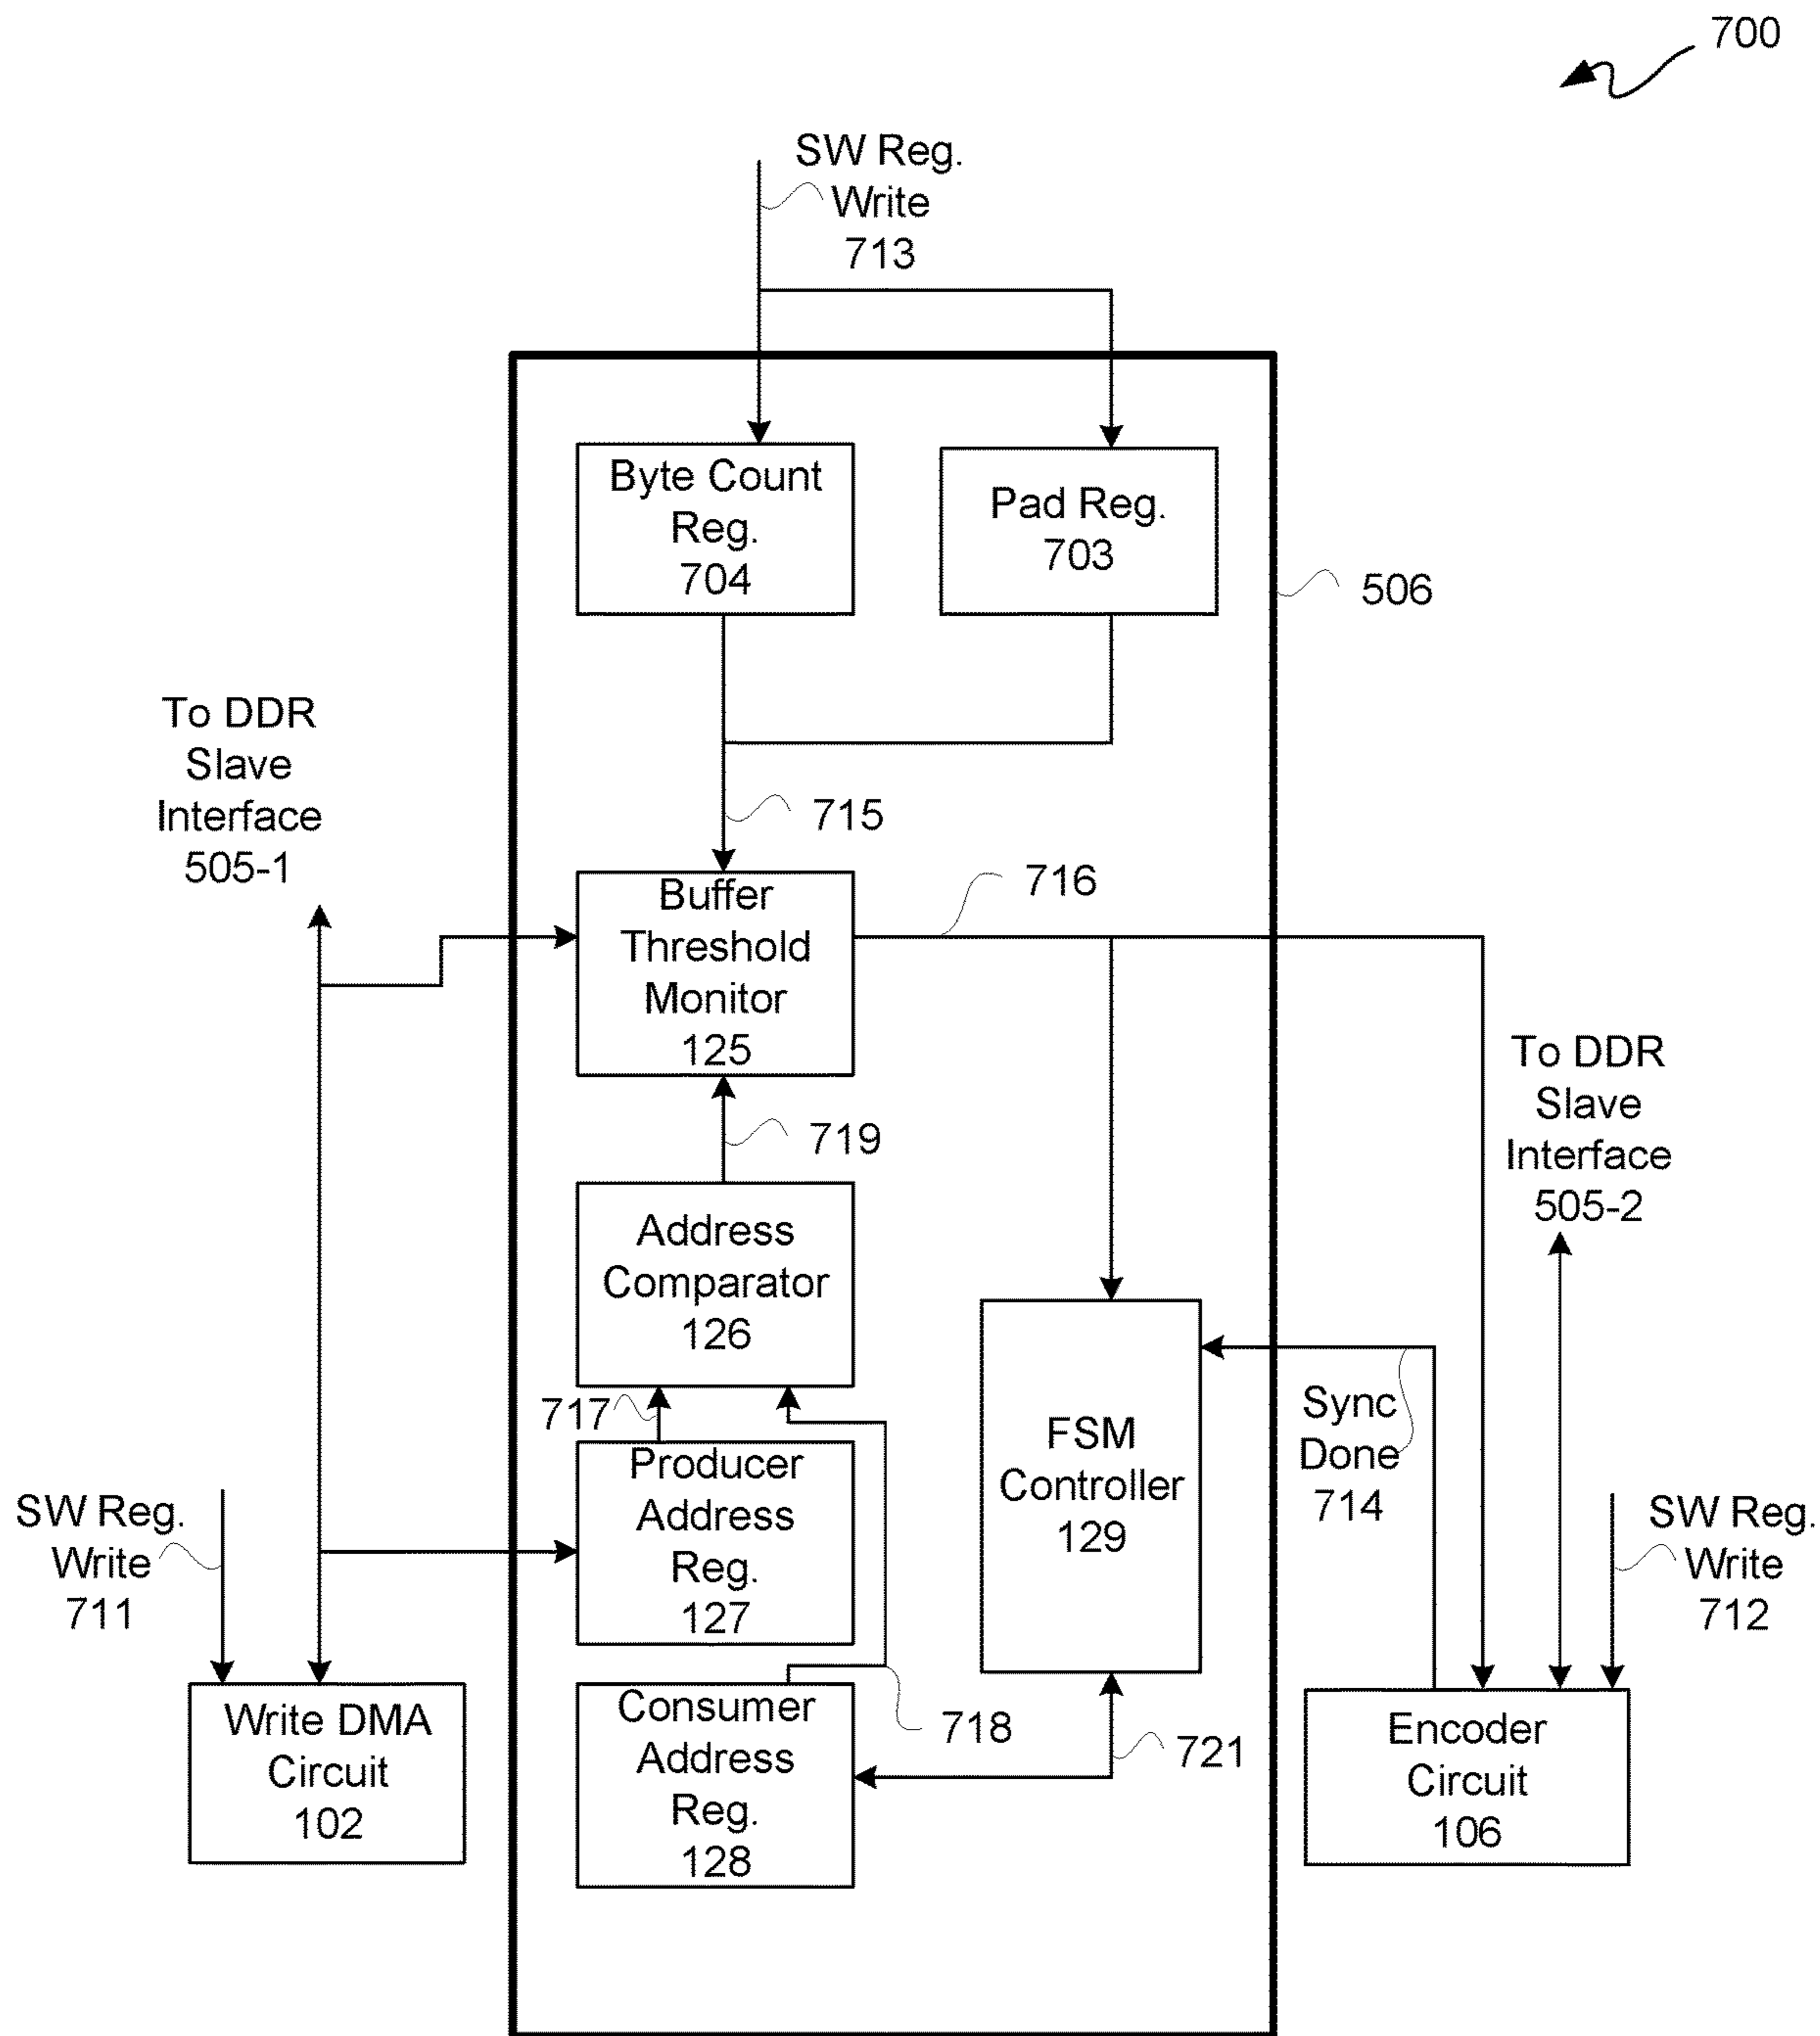 700
SW Reg.
Write
713
Byte Count
Reg.
704
Pad Reg.
703
506
To DDR
Slave
Interface
505-1
715
Buffer
Threshold
Monitor
125
716
719
To DDR
Slave
Interface
505-2
Address
Comparator
126
717
Producer
Address
Reg.
127
FSM
Controller
129
Sync
Done
714
SW Reg.
Write
711
SW Reg.
Write
712
Write DMA
Circuit
102
Consumer
Address
Reg.
128
718
721
Encoder
Circuit
106